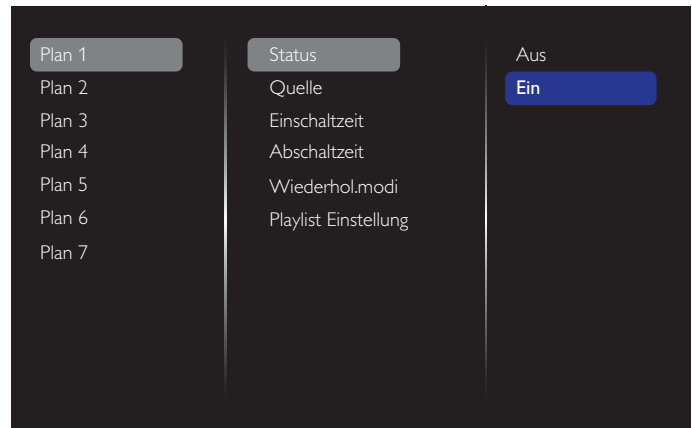 Plan 1
Plan 2
Plan 3
Plan 4
Plan 5
Plan 6
Plan 7
Status
Quelle
Einschaltzeit
Abschaltzeit
Wiederhol.modi
Playlist Einstellung
Aus
Ein